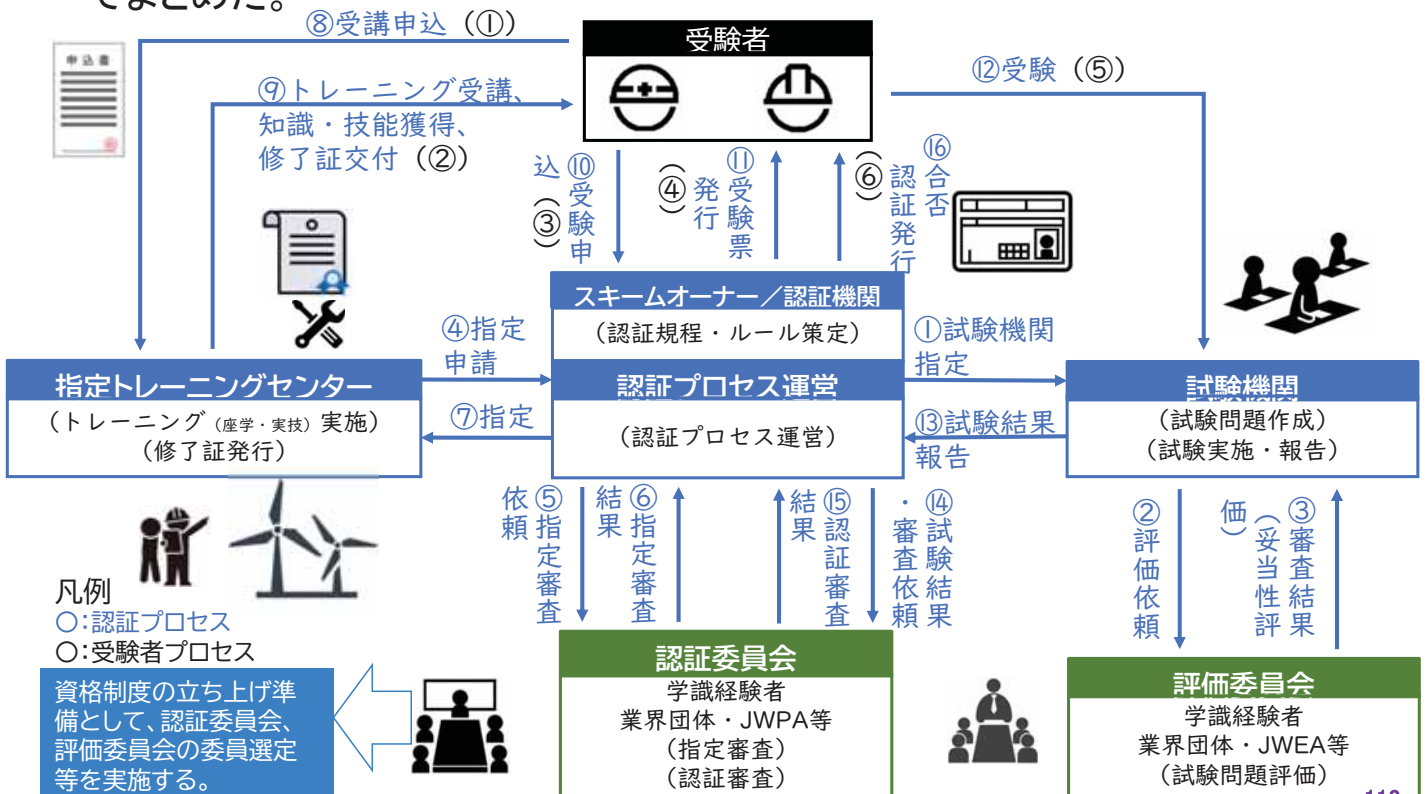 でまとめた。
⑧受講申込（①）
受験者
⑫受験（⑤）
申込書
⑨トレーニング受講、
知識・技能獲得、
修了証交付（②）
⑩受験申
込（③）
⑪受験票
発行
（④）
⑯合否
認証発行
（⑥）
スキームオーナー／認証機関
（認証規程・ルール策定）
④指定
申請
①試験機関
指定
指定トレーニングセンター
（トレーニング（座学・実技）実施）
（修了証発行）
認証プロセス運営
（認証プロセス運営）
試験機関
（試験問題作成）
（試験実施・報告）
⑦指定
⑬試験結果
報告
⑤指定審査
依頼
⑥指定審査
結果
⑮認証審査
結果
⑭試験結果
・審査依頼
②評価依頼
③審査結果
（妥当性評
価）
凡例
〇：認証プロセス
〇：受験者プロセス
資格制度の立ち上げ準
備として、認証委員会、
評価委員会の委員選定
等を実施する。
認証委員会
学識経験者
業界団体・JWPA等
（指定審査）
（認証審査）
評価委員会
学識経験者
業界団体・JWEA等
（試験問題評価）